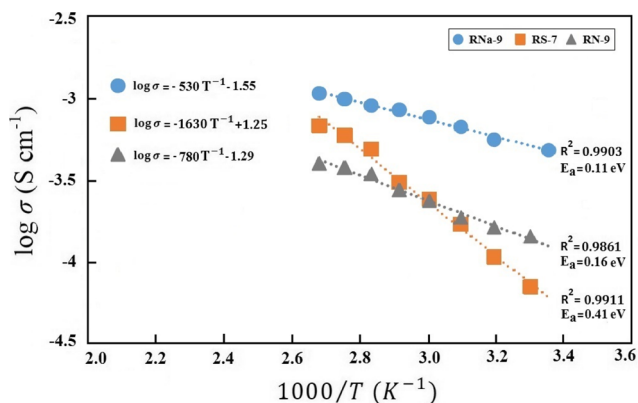 -2.5
RNa-9 RS-7 RN-9
log σ = - 530 T⁻¹ - 1.55
-3
log σ = -1630 T⁻¹+1.25
log σ = -780 T⁻¹ -1.29
log σ (S cm⁻¹)
R² = 0.9903
Eₐ=0.11 eV
-3.5
R² = 0.9861
Eₐ=0.16 eV
-4
R² = 0.9911
Eₐ=0.41 eV
-4.5
2.0 2.2 2.4 2.6 2.8 3.0 3.2 3.4 3.6
1000/T (K⁻¹)